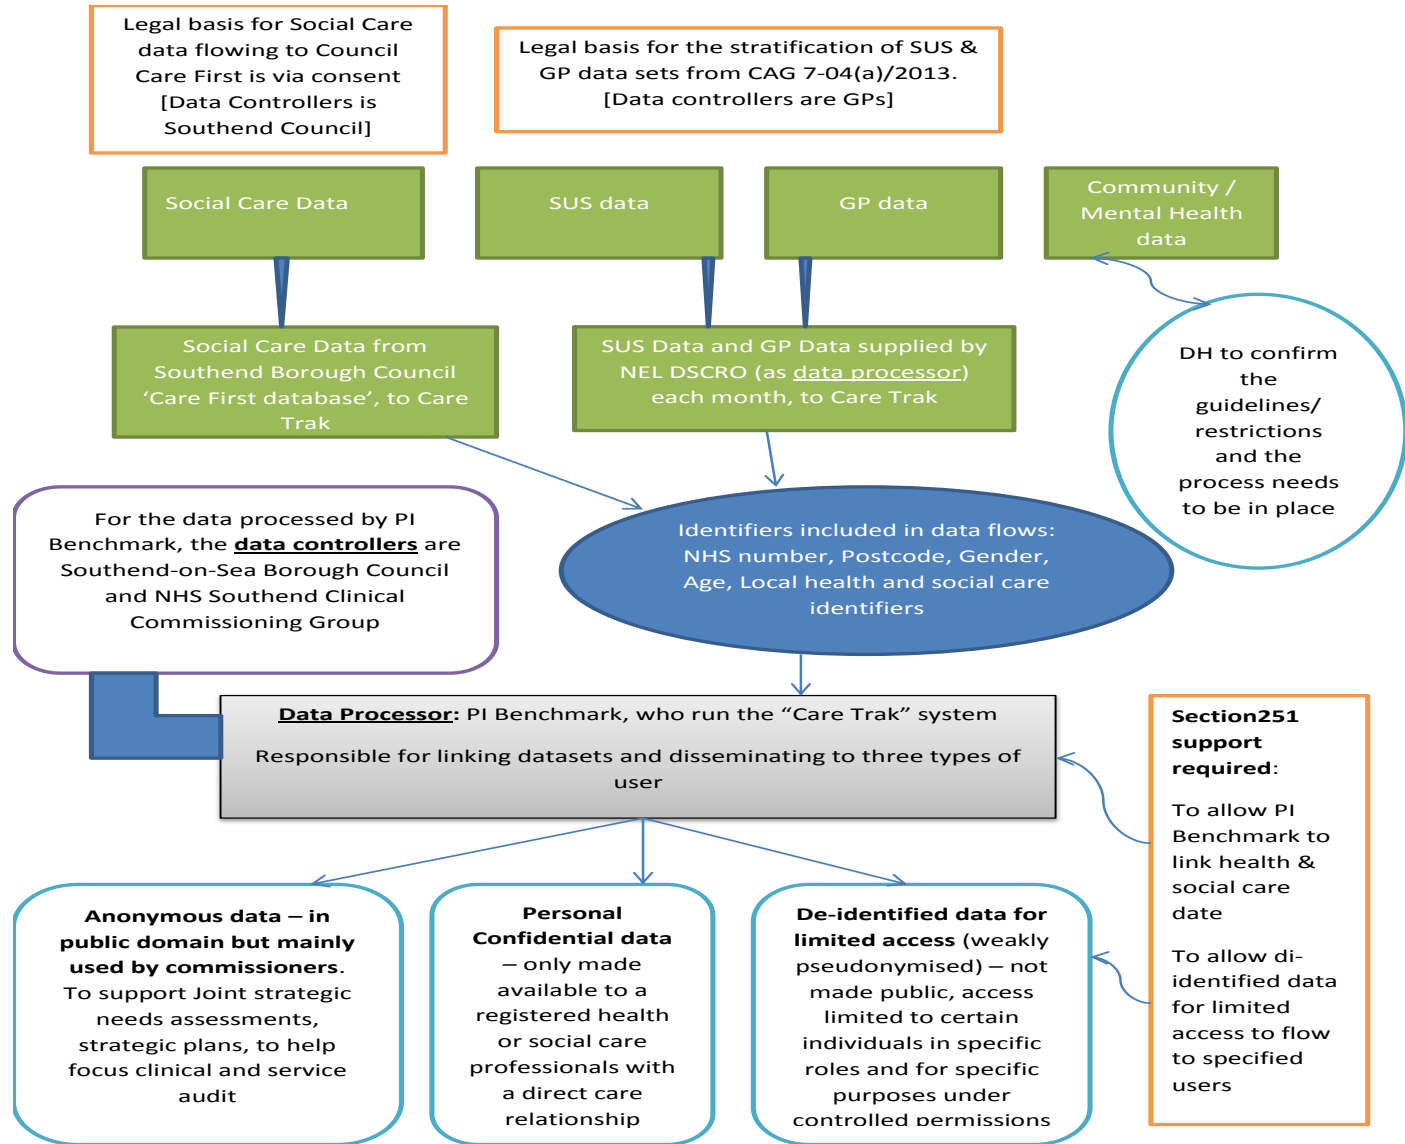 Legal basis for Social Care
data flowing to Council
Care First is via consent
[Data Controllers is
Southend Council]
Legal basis for the stratification of SUS &
GP data sets from CAG 7-04(a)/2013.
[Data controllers are GPs]
Social Care Data
SUS data
GP data
Community /
Mental Health
data
Social Care Data from
Southend Borough Council
‘Care First database’, to Care
Trak
SUS Data and GP Data supplied by
NEL DSCRO (as data processor)
each month, to Care Trak
DH to confirm
the
guidelines/
restrictions
and the
process needs
to be in place
For the data processed by PI
Benchmark, the data controllers are
Southend-on-Sea Borough Council
and NHS Southend Clinical
Commissioning Group
Identifiers included in data flows:
NHS number, Postcode, Gender,
Age, Local health and social care
identifiers
Data Processor: PI Benchmark, who run the “Care Trak” system
Responsible for linking datasets and disseminating to three types of
user
Section251
support
required:
To allow PI
Benchmark to
link health &
social care
date
To allow di-
identified data
for limited
access to flow
to specified
users
Anonymous data – in
public domain but mainly
used by commissioners.
To support Joint strategic
needs assessments,
strategic plans, to help
focus clinical and service
audit
Personal
Confidential data
– only made
available to a
registered health
or social care
professionals with
a direct care
relationship
De-identified data for
limited access (weakly
pseudonymised) – not
made public, access
limited to certain
individuals in specific
roles and for specific
purposes under
controlled permissions